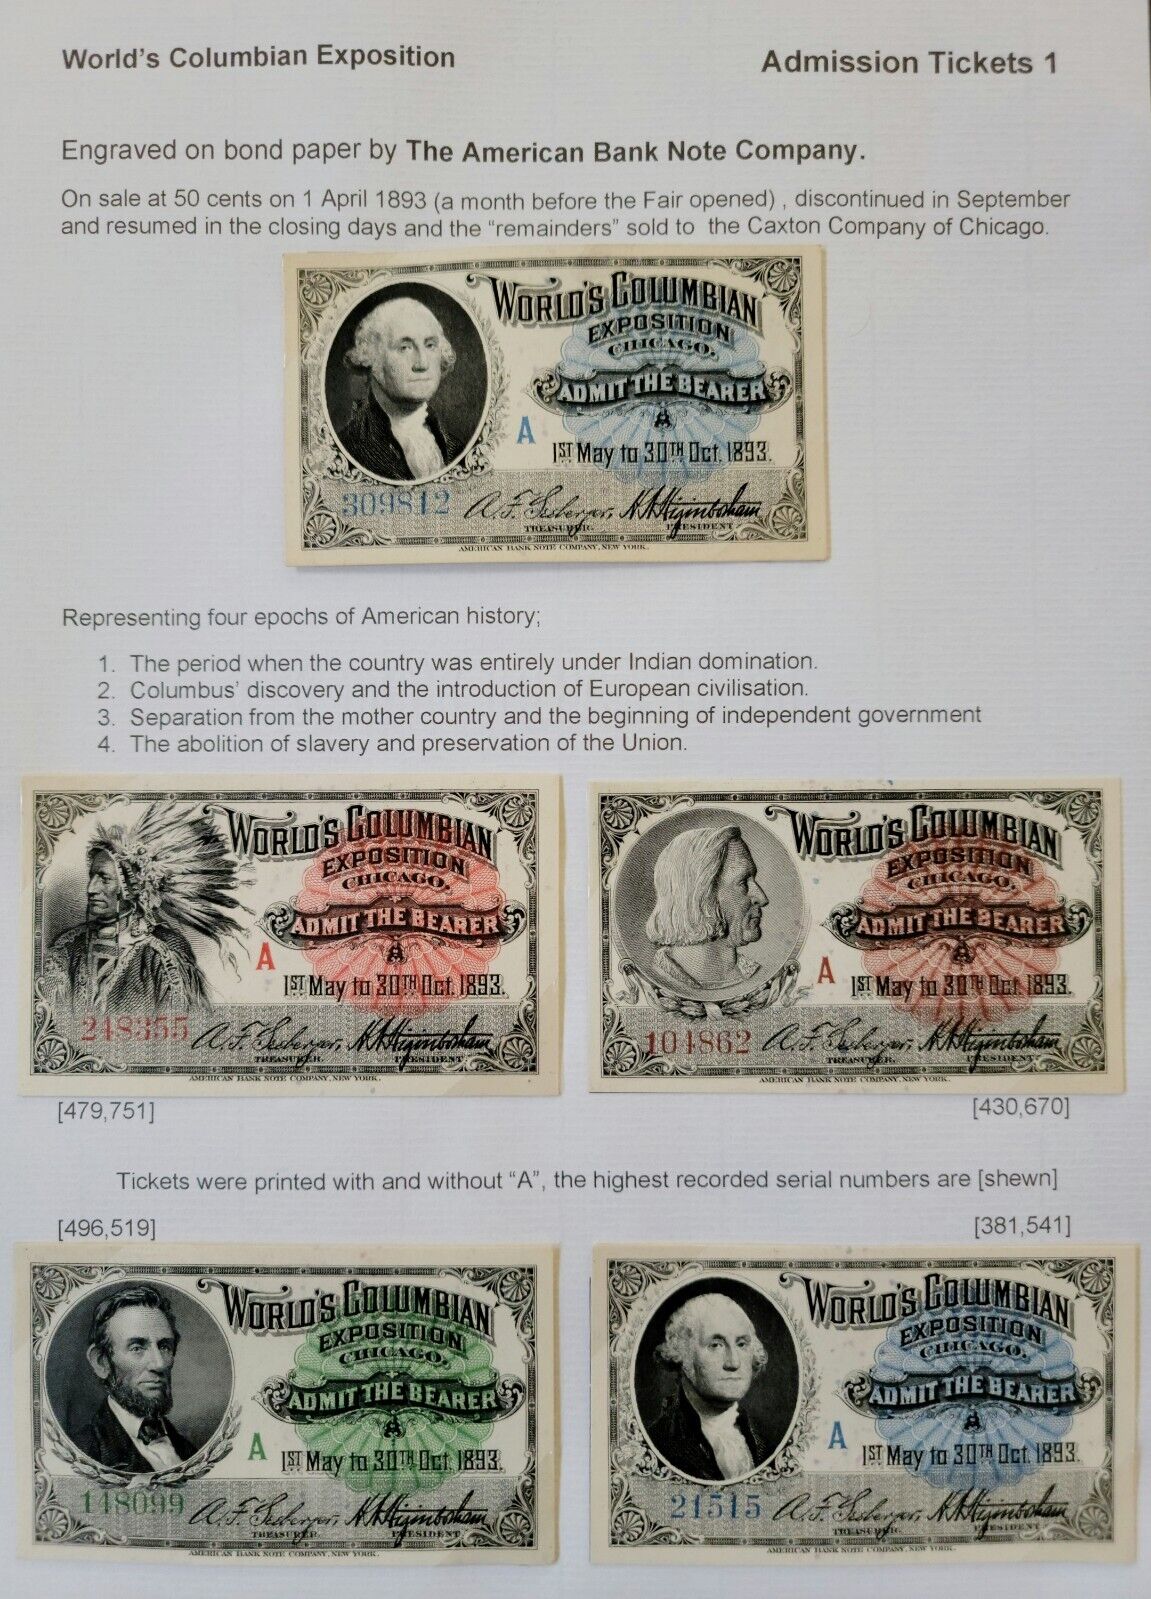 World's Columbian Exposition
Admission Tickets 1
Engraved on bond paper by The American Bank Note Company.
On sale at 50 cents on 1 April 1893 (a month before the Fair opened) , discontinued in September
and resumed in the closing days and the "remainders" sold to the Caxton Company of Chicago.
WORLD'S COLUMBIAN
EXPOSITION
CHICAGO.
ADMIT THE BEARER
A
1ST May to 30TH Oct. 1893.
309812
A. F. Seeberger, H. N. Higinbotham
TREASURER. PRESIDENT
AMERICAN BANK NOTE COMPANY, NEW YORK.
Representing four epochs of American history;
1. The period when the country was entirely under Indian domination.
2. Columbus' discovery and the introduction of European civilisation.
3. Separation from the mother country and the beginning of independent government
4. The abolition of slavery and preservation of the Union.
WORLD'S COLUMBIAN
EXPOSITION
CHICAGO.
ADMIT THE BEARER
A
1ST May to 30TH Oct. 1893.
248355
A. F. Seeberger, H. N. Higinbotham
TREASURER. PRESIDENT
AMERICAN BANK NOTE COMPANY, NEW YORK.
[479,751]
WORLD'S COLUMBIAN
EXPOSITION
CHICAGO.
ADMIT THE BEARER
A
1ST May to 30TH Oct. 1893.
104862
A. F. Seeberger, H. N. Higinbotham
TREASURER. PRESIDENT
AMERICAN BANK NOTE COMPANY, NEW YORK.
[430,670]
Tickets were printed with and without "A", the highest recorded serial numbers are [shewn]
[496,519]
WORLD'S COLUMBIAN
EXPOSITION
CHICAGO.
ADMIT THE BEARER
A
1ST May to 30TH Oct. 1893.
148099
A. F. Seeberger, H. N. Higinbotham
TREASURER. PRESIDENT
AMERICAN BANK NOTE COMPANY, NEW YORK.
[381,541]
WORLD'S COLUMBIAN
EXPOSITION
CHICAGO.
ADMIT THE BEARER
A
1ST May to 30TH Oct. 1893.
21515
A. F. Seeberger, H. N. Higinbotham
TREASURER. PRESIDENT
AMERICAN BANK NOTE COMPANY, NEW YORK.